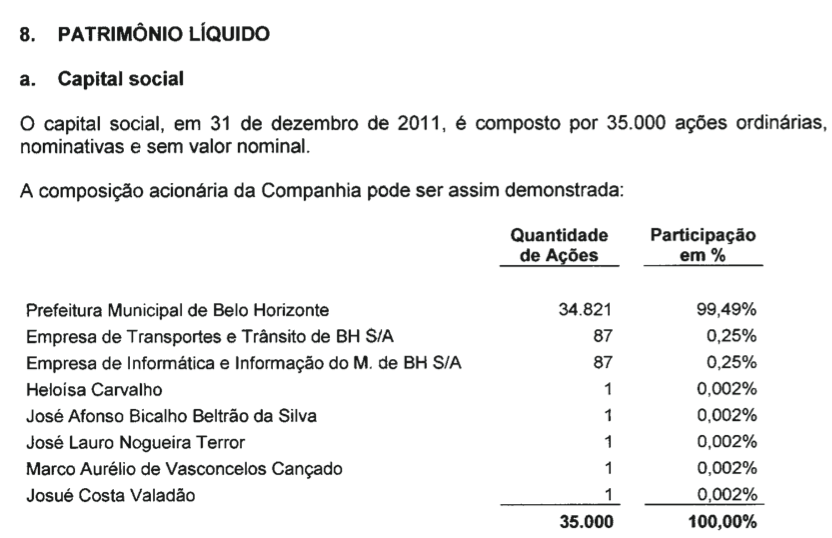 8. PATRIMÔNIO LÍQUIDO
a. Capital social
O capital social, em 31 de dezembro de 2011, é composto por 35.000 ações ordinárias,
nominativas e sem valor nominal.
A composição acionária da Companhia pode ser assim demonstrada:
Quantidade de Ações Participação em %
Prefeitura Municipal de Belo Horizonte 34.821 99,49%
Empresa de Transportes e Trânsito de BH S/A 87 0,25%
Empresa de Informática e Informação do M. de BH S/A 87 0,25%
Heloísa Carvalho 1 0,002%
José Afonso Bicalho Beltrão da Silva 1 0,002%
José Lauro Nogueira Terror 1 0,002%
Marco Aurélio de Vasconcelos Cançado 1 0,002%
Josué Costa Valadão 1 0,002%
35.000 100,00%